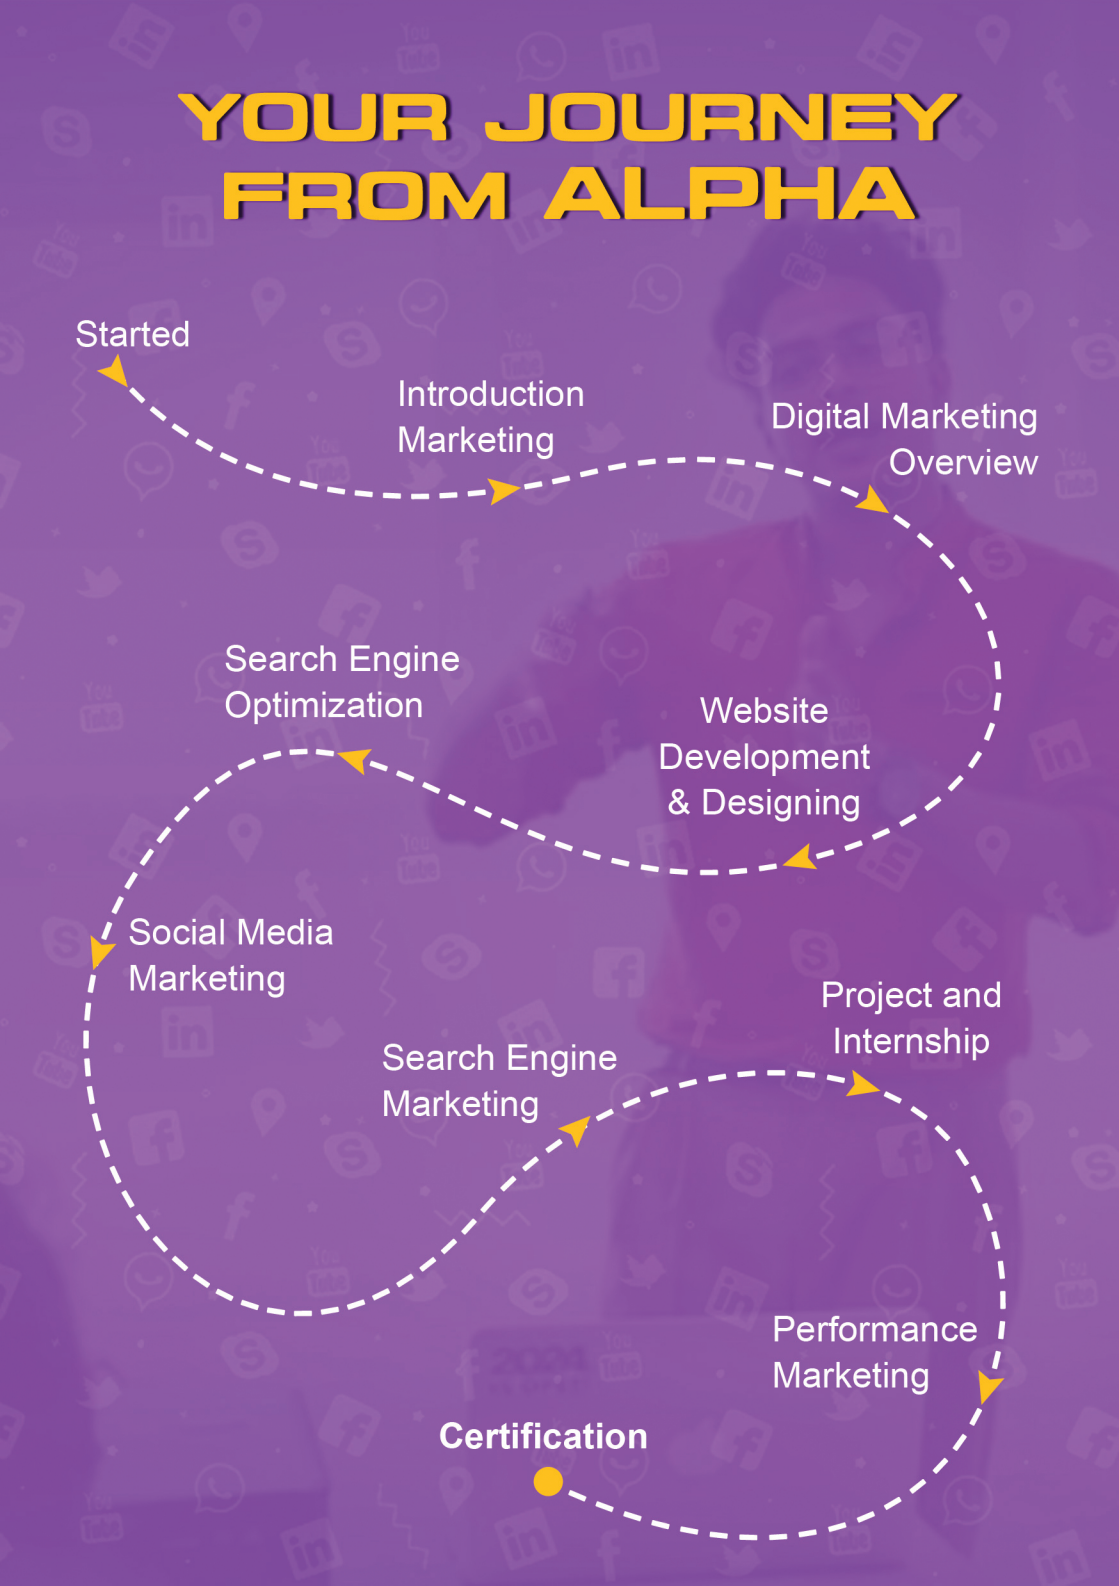 YOUR JOURNEY
FROM ALPHA
Started
Introduction
Marketing
Digital Marketing
Overview
Search Engine
Optimization
Website
Development
& Designing
Social Media
Marketing
Project and
Internship
Search Engine
Marketing
Performance
Marketing
2021
Certification